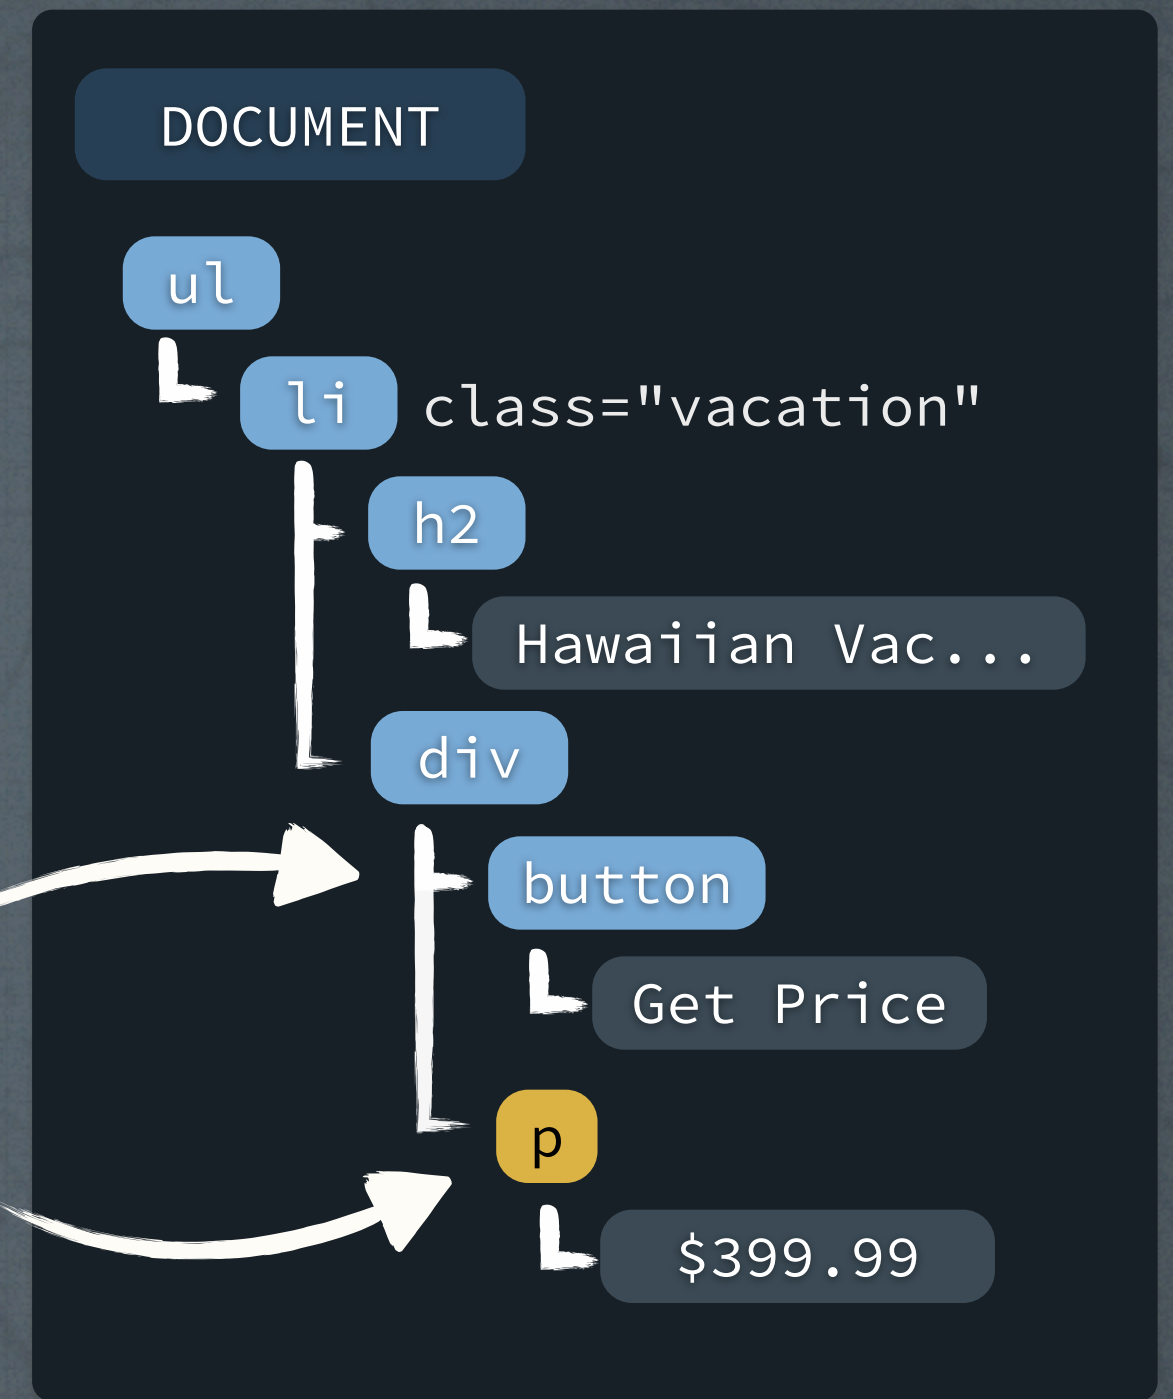 DOCUMENT
ul
li class="vacation"
h2
Hawaiian Vac...
div
button
Get Price
p
$399.99